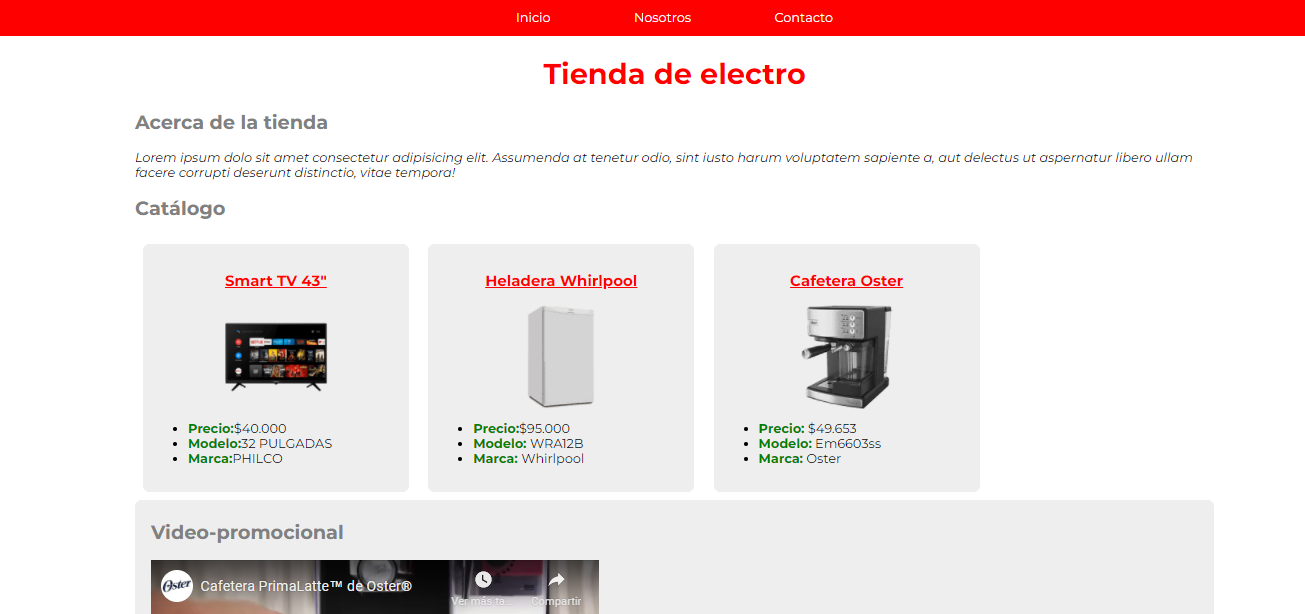 Inicio Nosotros Contacto
Tienda de electro
Acerca de la tienda
Lorem ipsum dolo sit amet consectetur adipisicing elit. Assumenda at tenetur odio, sint iusto harum voluptatem sapiente a, aut delectus ut aspernatur libero ullam
facere corrupti deserunt distinctio, vitae tempora!
Catálogo
Smart TV 43"
Precio:$40.000
Modelo:32 PULGADAS
Marca:PHILCO
Heladera Whirlpool
Precio:$95.000
Modelo: WRA12B
Marca: Whirlpool
Cafetera Oster
Precio: $49.653
Modelo: Em6603ss
Marca: Oster
Video-promocional
Oster
Cafetera PrimaLatte™ de Oster®
Ver más ta
Compartir